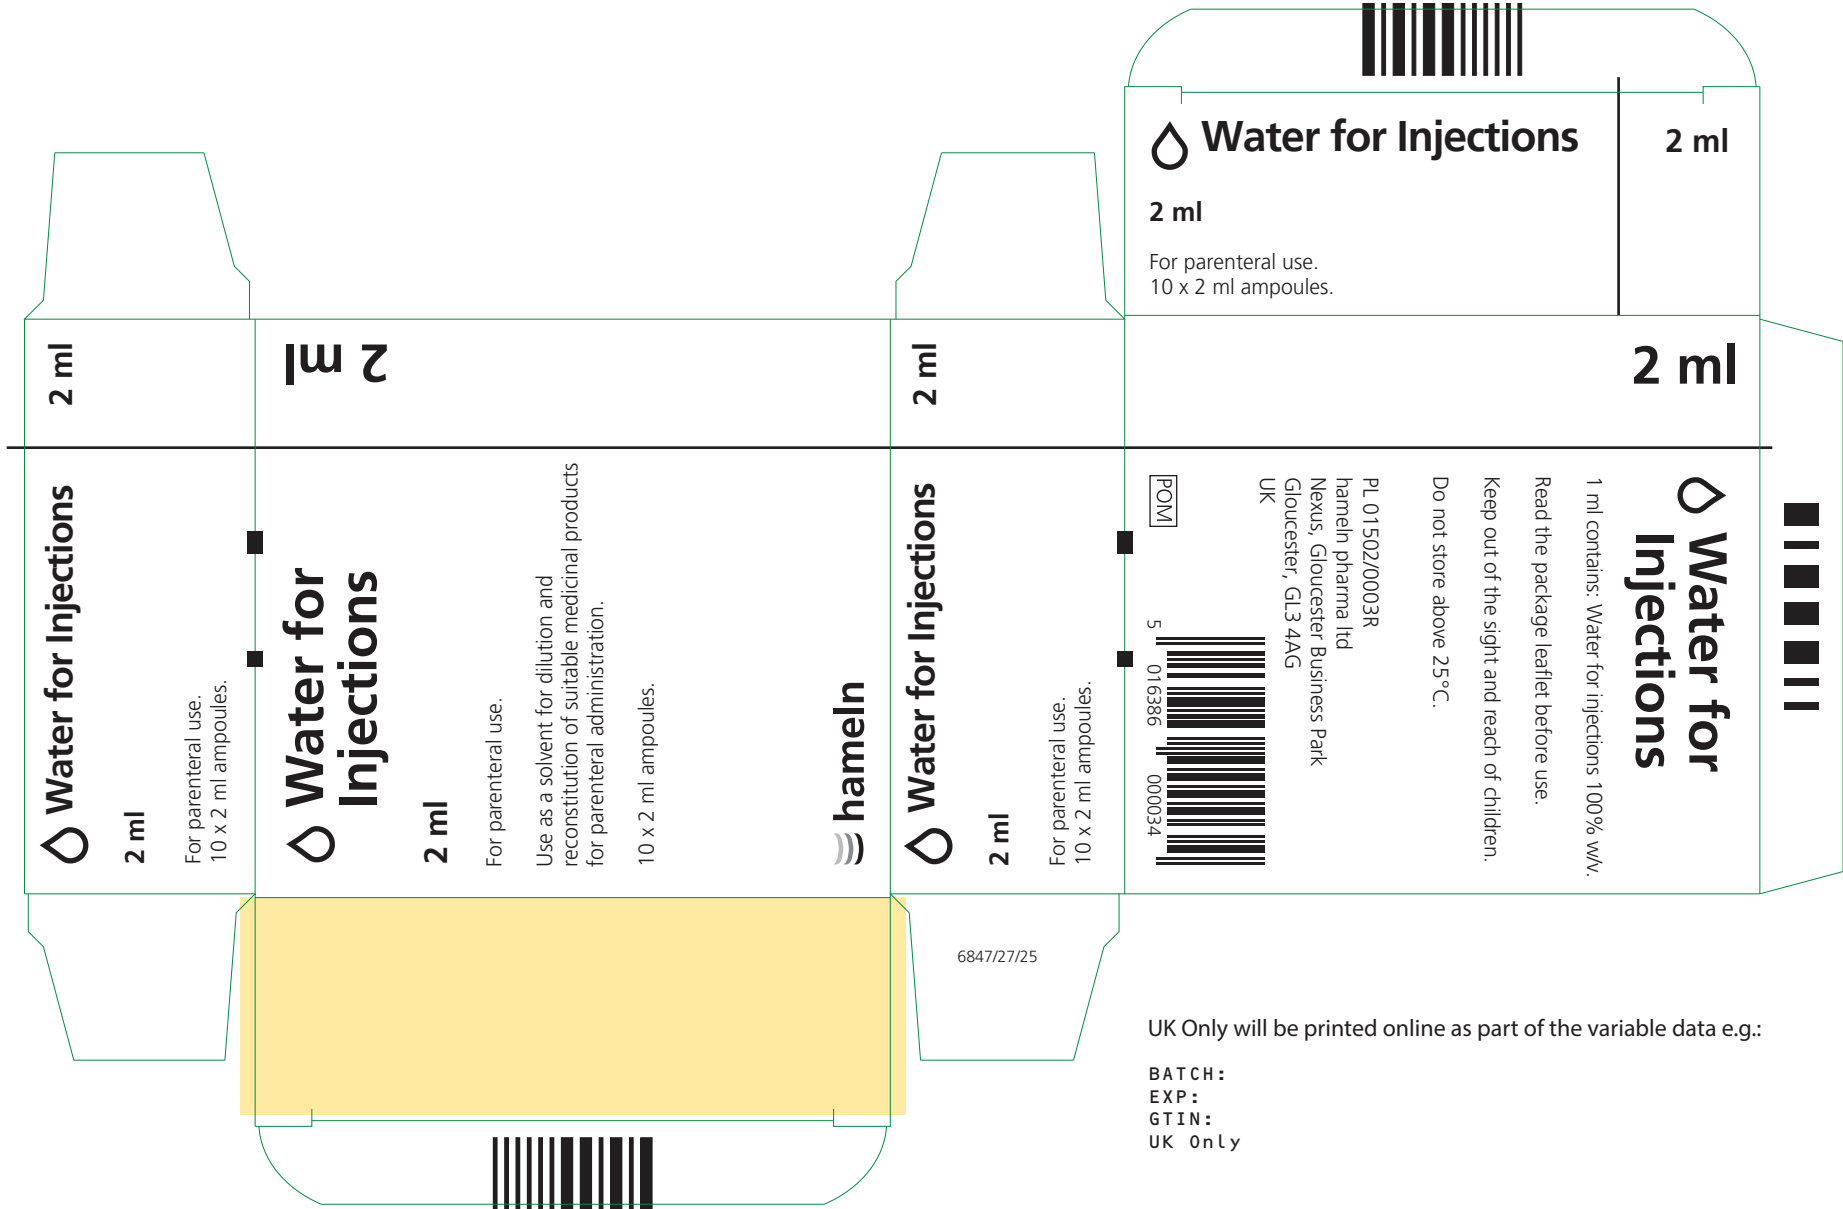 Water for Injections
2 ml
2 ml
For parenteral use.
10 x 2 ml ampoules.
2 ml
Water for Injections
2 ml
For parenteral use.
10 x 2 ml ampoules.
2 ml
Water for
Injections
2 ml
For parenteral use.
Use as a solvent for dilution and
reconstitution of suitable medicinal products
for parenteral administration.
10 x 2 ml ampoules.
hameln
2 ml
Water for Injections
2 ml
For parenteral use.
10 x 2 ml ampoules.
2 ml
Water for
Injections
1 ml contains: Water for injections 100% w/v.
Read the package leaflet before use.
Keep out of the sight and reach of children.
Do not store above 25°C.
PL 01502/0003R
hameln pharma ltd
Nexus, Gloucester Business Park
Gloucester, GL3 4AG
UK
POM
5 016386 000034
6847/27/25
UK Only will be printed online as part of the variable data e.g.:
BATCH:
EXP:
GTIN:
UK Only